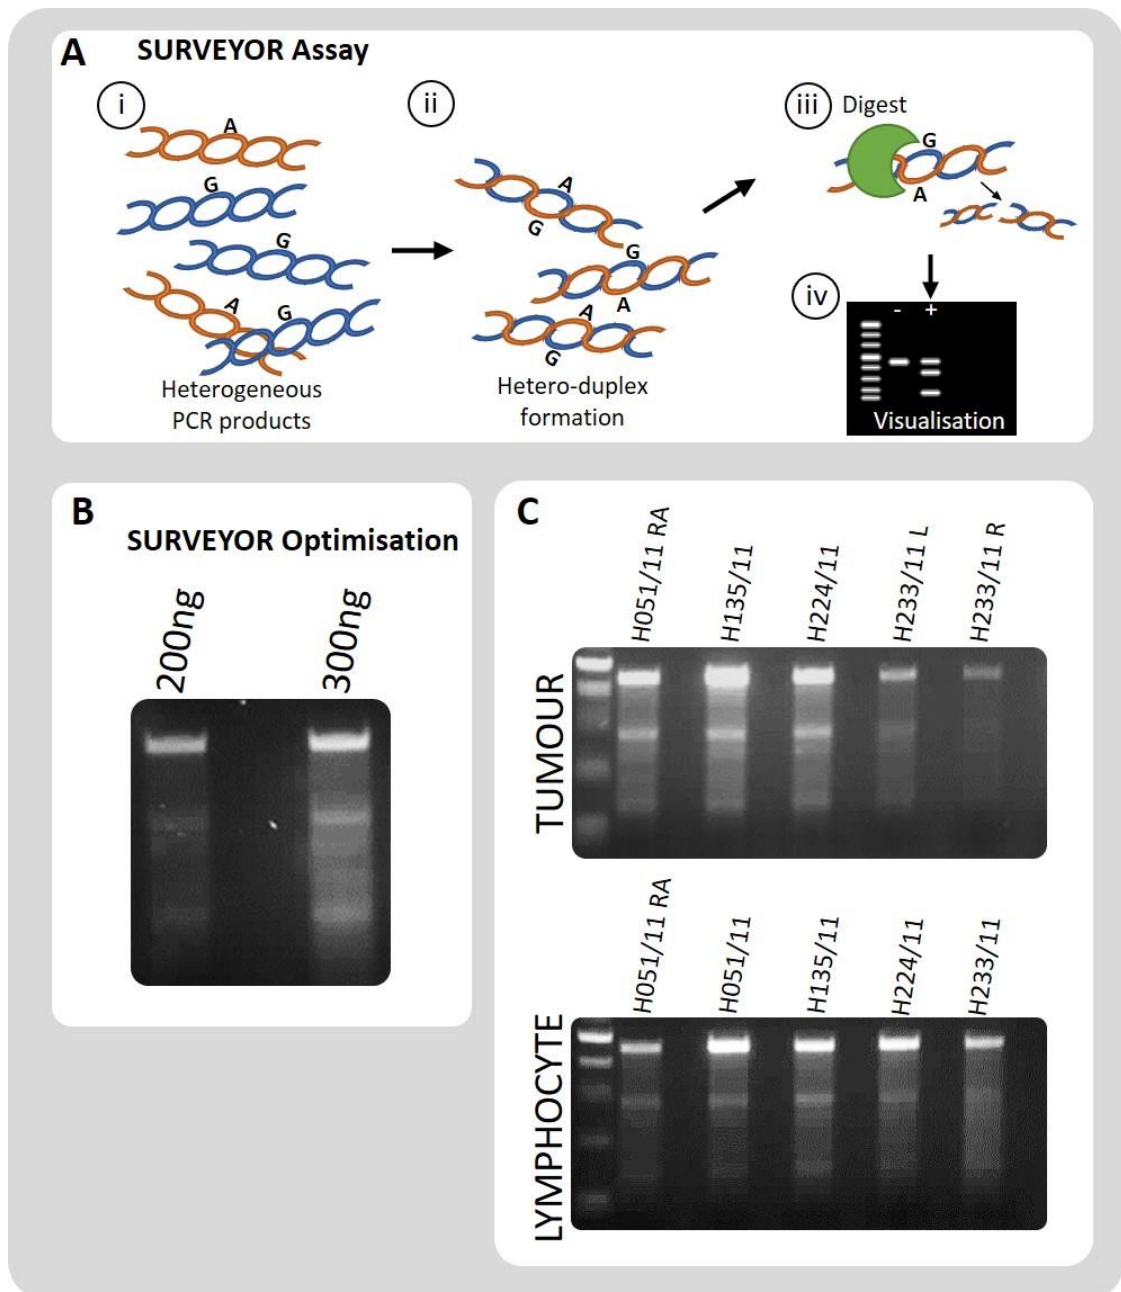 A SURVEYOR Assay
i
A
G
G
A
G
Heterogeneous
PCR products
ii
A
G
G
A
A
G
Hetero-duplex
formation
iii Digest
G
A
iv
- +
Visualisation
B
SURVEYOR Optimisation
200ng
300ng
C
H051/11 RA
H135/11
H224/11
H233/11 L
H233/11 R
TUMOUR
H051/11 RA
H051/11
H135/11
H224/11
H233/11
LYMPHOCYTE